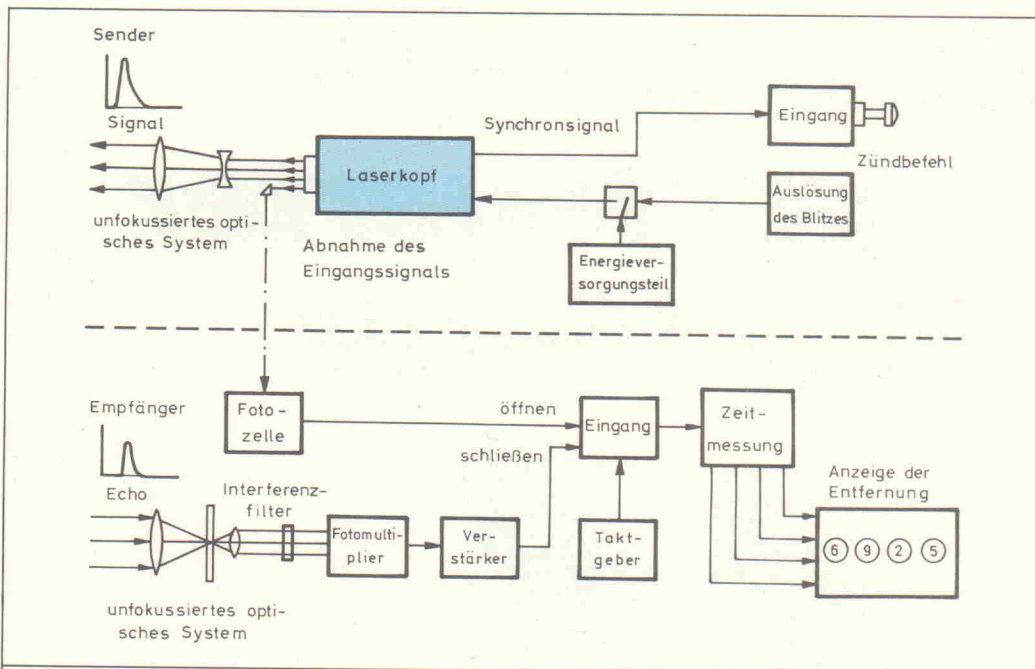 Sender
Signal
unfokussiertes opti-
sches System
Laserkopf
Abnahme des
Eingangssignals
Synchronsignal
Eingang
Zündbefehl
Auslösung
des Blitzes
Energiever-
sorgungsteil
Empfänger
Echo
Foto-
zelle
öffnen
schließen
Eingang
Zeit-
messung
Anzeige der
Entfernung
6 9 2 5
Interferenz-
filter
Fotomulti-
plier
Ver-
stärker
Takt-
geber
unfokussiertes opti-
sches System